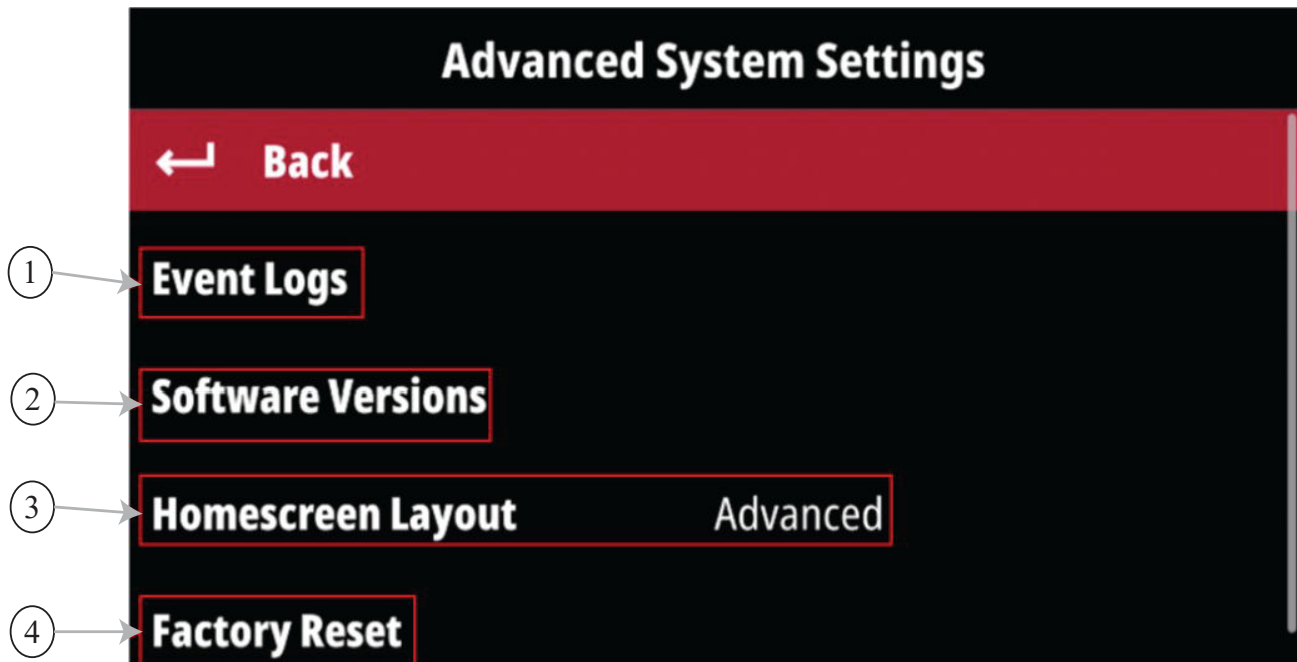 Advanced System Settings
Back
1
Event Logs
2
Software Versions
3
Homescreen Layout Advanced
4
Factory Reset